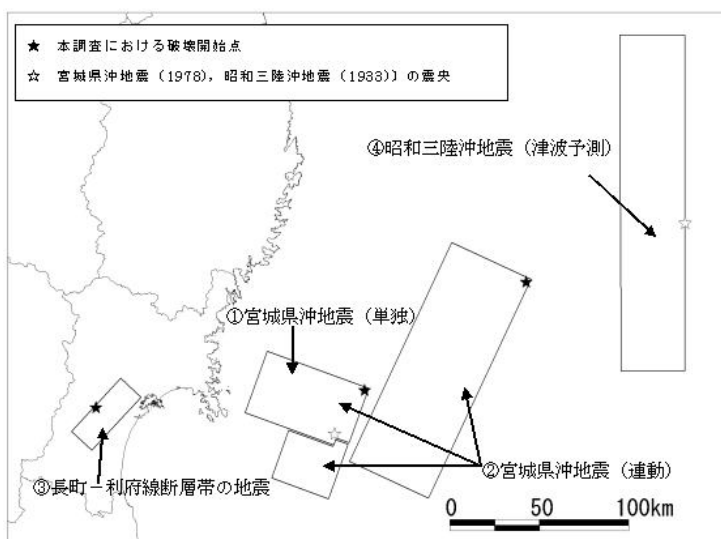 ★ 本調査における破壊開始点
☆ 宮城県沖地震（1978），昭和三陸沖地震（1933)〕の震央
④昭和三陸沖地震（津波予測）
①宮城県沖地震（単独）
②宮城県沖地震（連動）
③長町－利府線断層帯の地震
0 50 100km